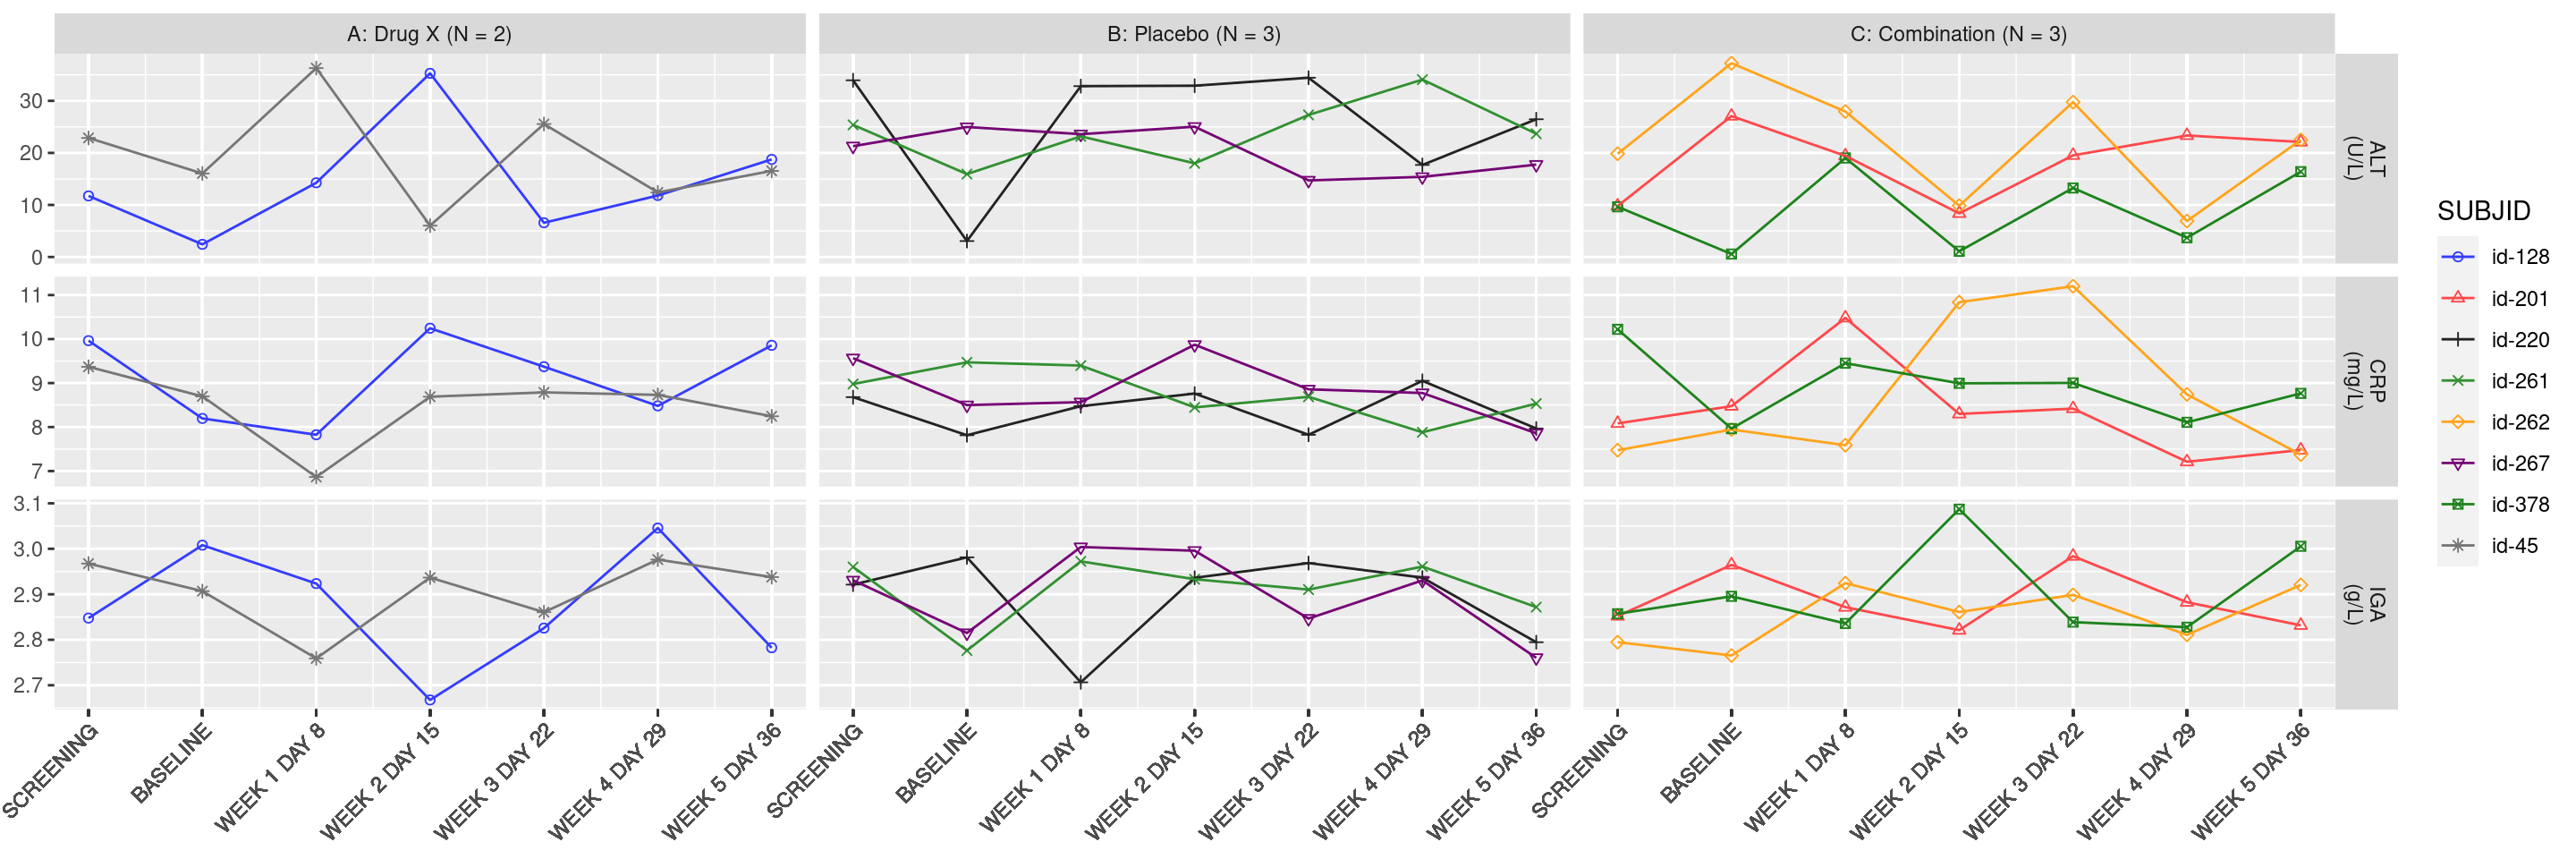 A: Drug X (N = 2)
B: Placebo (N = 3)
C: Combination (N = 3)
30
20
10
0
ALT
(U/L)
11
10
9
8
7
CRP
(mg/L)
3.1
3.0
2.9
2.8
2.7
IGA
(g/L)
SCREENING
BASELINE
WEEK 1 DAY 8
WEEK 2 DAY 15
WEEK 3 DAY 22
WEEK 4 DAY 29
WEEK 5 DAY 36
SCREENING
BASELINE
WEEK 1 DAY 8
WEEK 2 DAY 15
WEEK 3 DAY 22
WEEK 4 DAY 29
WEEK 5 DAY 36
SCREENING
BASELINE
WEEK 1 DAY 8
WEEK 2 DAY 15
WEEK 3 DAY 22
WEEK 4 DAY 29
WEEK 5 DAY 36
SUBJID
id-128
id-201
id-220
id-261
id-262
id-267
id-378
id-45